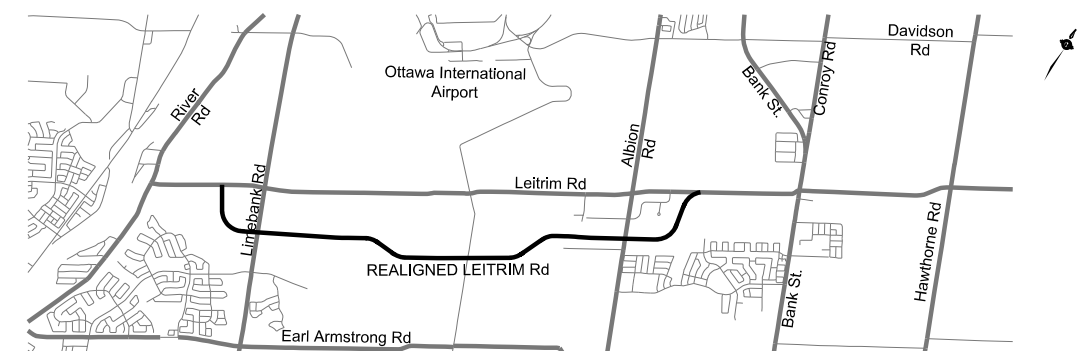 Davidson
Rd
Ottawa International
Airport
River
Rd
Bank St.
Conroy Rd
Albion
Rd
Limebank Rd
Leitrim Rd
REALIGNED LEITRIM Rd
Hawthorne Rd
Bank St.
Earl Armstrong Rd